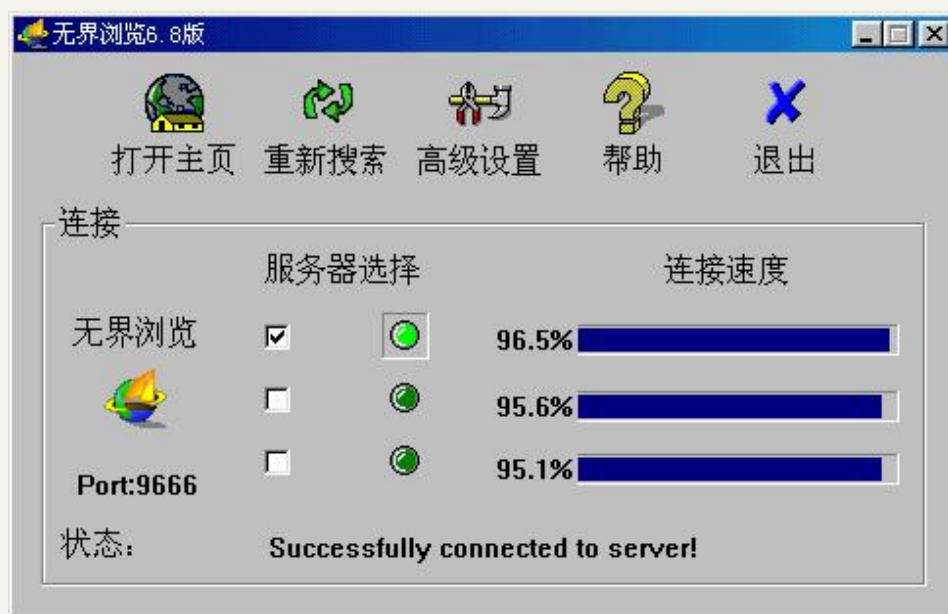 无界浏览6.8版
打开主页 重新搜索 高级设置 帮助 退出
连接
服务器选择 连接速度
无界浏览 96.5%
95.6%
95.1%
Port:9666
状态： Successfully connected to server!